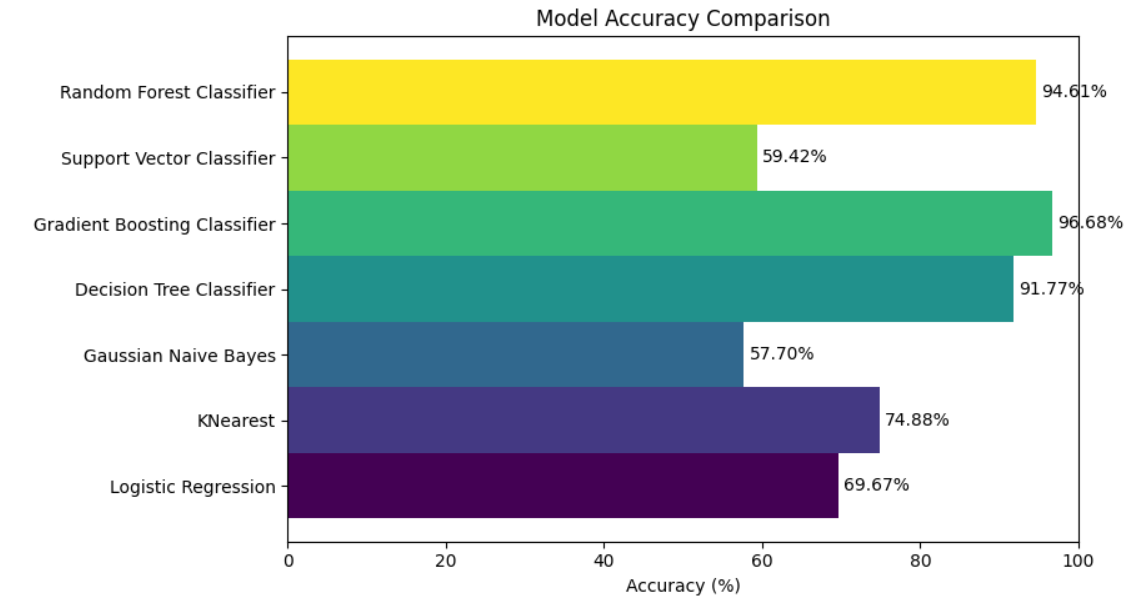 Model Accuracy Comparison
Random Forest Classifier 94.61%
Support Vector Classifier 59.42%
Gradient Boosting Classifier 96.68%
Decision Tree Classifier 91.77%
Gaussian Naive Bayes 57.70%
KNearest 74.88%
Logistic Regression 69.67%
0 20 40 60 80 100
Accuracy (%)